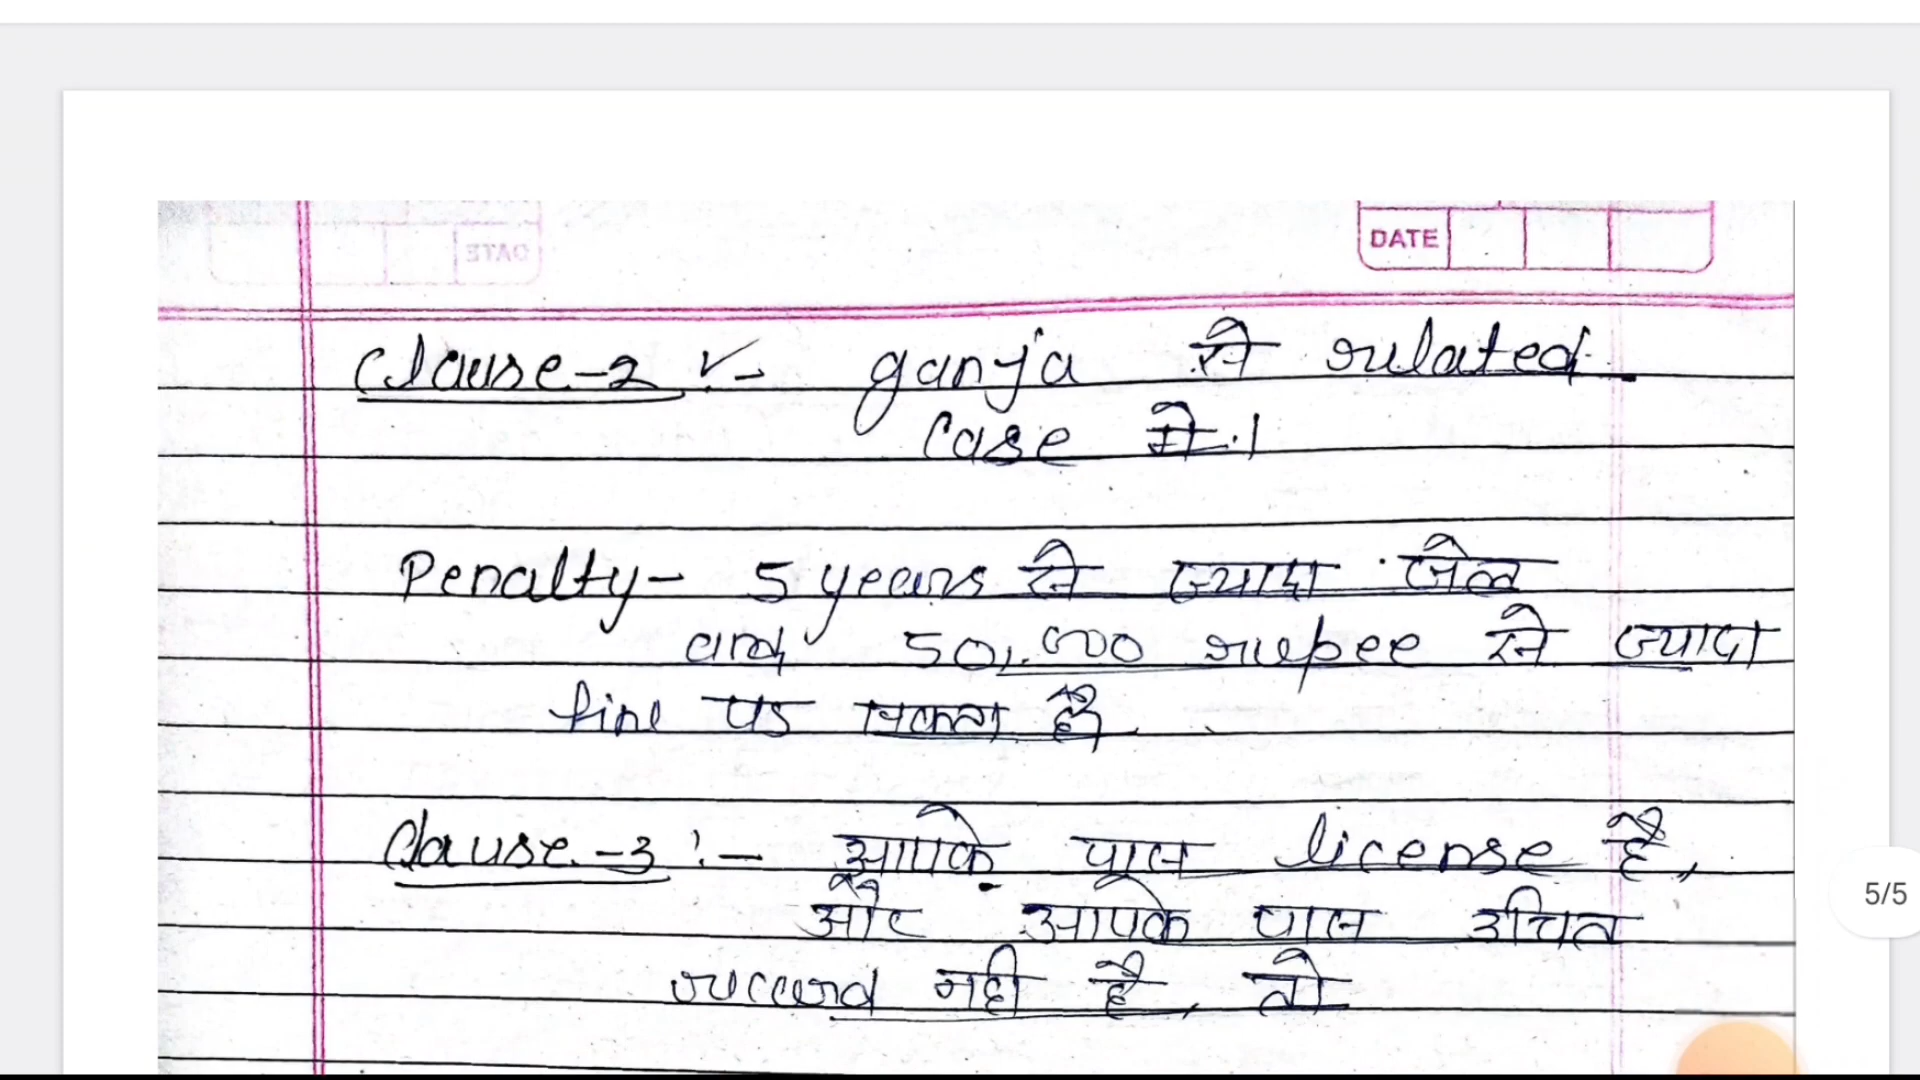 DATE
Clause-2 :- ganja से related
case में।
Penalty- 5 years से ज्यादा जेल
and 50,000 rupee से ज्यादा
fine पड सकता है
Clause-3 :- आपके पास license है,
और आपके पास उचित
record नही है, तो
5/5